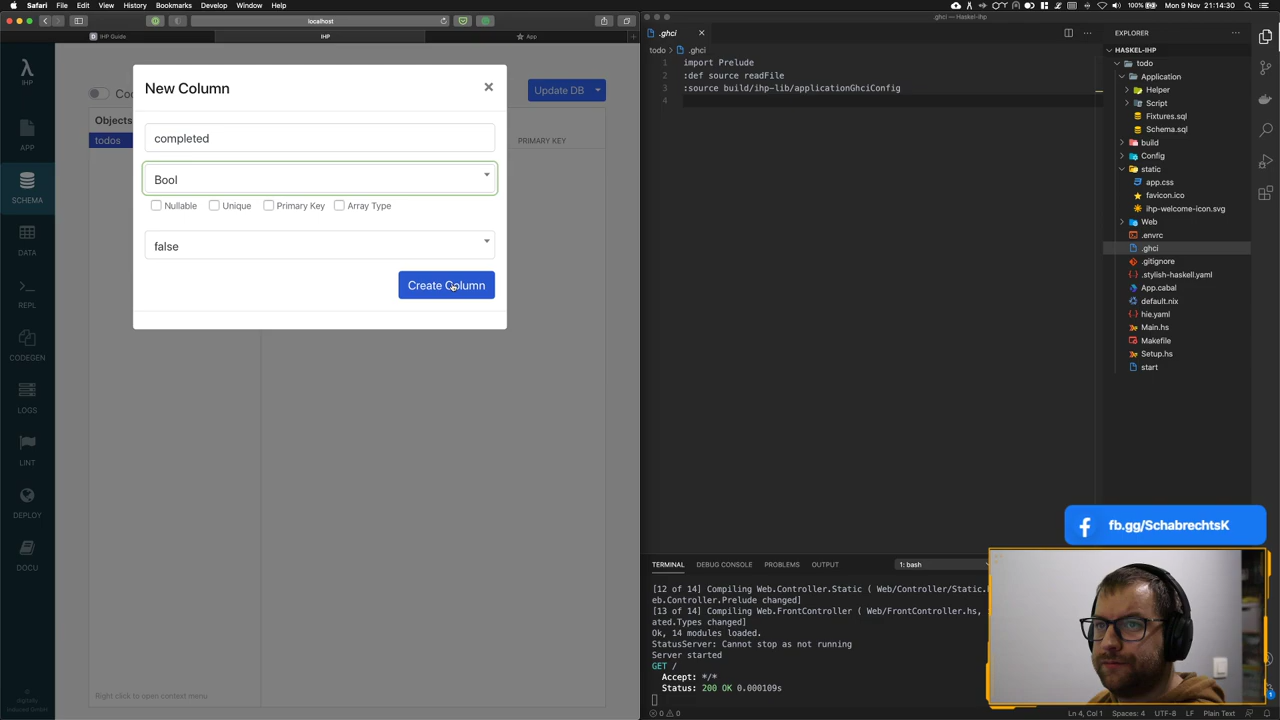 Safari File Edit View History Bookmarks Develop Window Help
100% Mon 9 Nov 21:14:30
localhost
IHP Guide
IHP
App
.ghci — Haskel-ihp
λ
IHP
APP
SCHEMA
DATA
REPL
CODEGEN
LOGS
LINT
DEPLOY
DOCU
Update DB
Objects
todos
PRIMARY KEY
New Column
×
completed
Bool
Nullable Unique Primary Key Array Type
false
Create Column
Right click to open context menu
.ghci
todo > .ghci
1 import Prelude
2 :def source readFile
3 :source build/ihp-lib/applicationGhciConfig
4
EXPLORER
HASKEL-IHP
todo
Application
Helper
Script
Fixtures.sql
Schema.sql
build
Config
static
app.css
favicon.ico
ihp-welcome-icon.svg
Web
.envrc
.ghci
.gitignore
.stylish-haskell.yaml
App.cabal
default.nix
hie.yaml
Main.hs
Makefile
Setup.hs
start
fb.gg/SchabrechtsK
TERMINAL DEBUG CONSOLE PROBLEMS OUTPUT 1: bash
[12 of 14] Compiling Web.Controller.Static ( Web/Controller/Static.h
eb.Controller.Prelude changed]
[13 of 14] Compiling Web.FrontController ( Web/FrontController.hs,
ated.Types changed]
Ok, 14 modules loaded.
StatusServer: Cannot stop as not running
Server started
GET /
Accept: */*
Status: 200 OK 0.000109s
0 0
Ln 4, Col 1 Spaces: 4 UTF-8 LF Plain Text